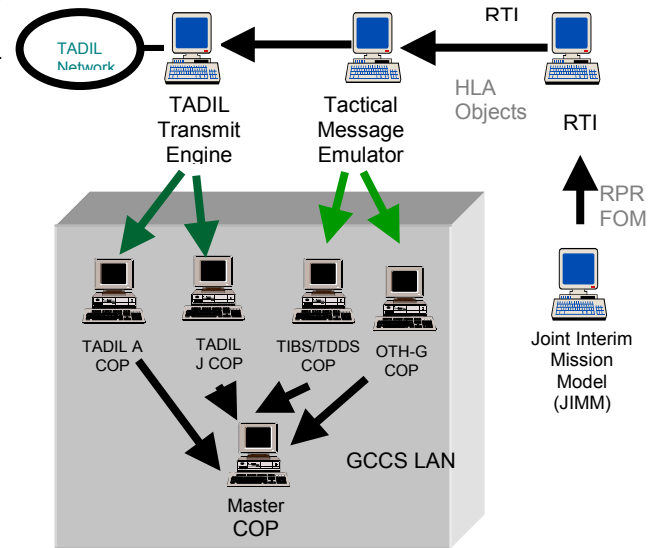 RTI
TADIL
Network
HLA
Objects
TADIL
Transmit
Engine
Tactical
Message
Emulator
RTI
RPR
FOM
TADIL A
COP
TADIL
J COP
TIBS/TDDS
COP
OTH-G
COP
Joint Interim
Mission
Model
(JIMM)
GCCS LAN
Master
COP